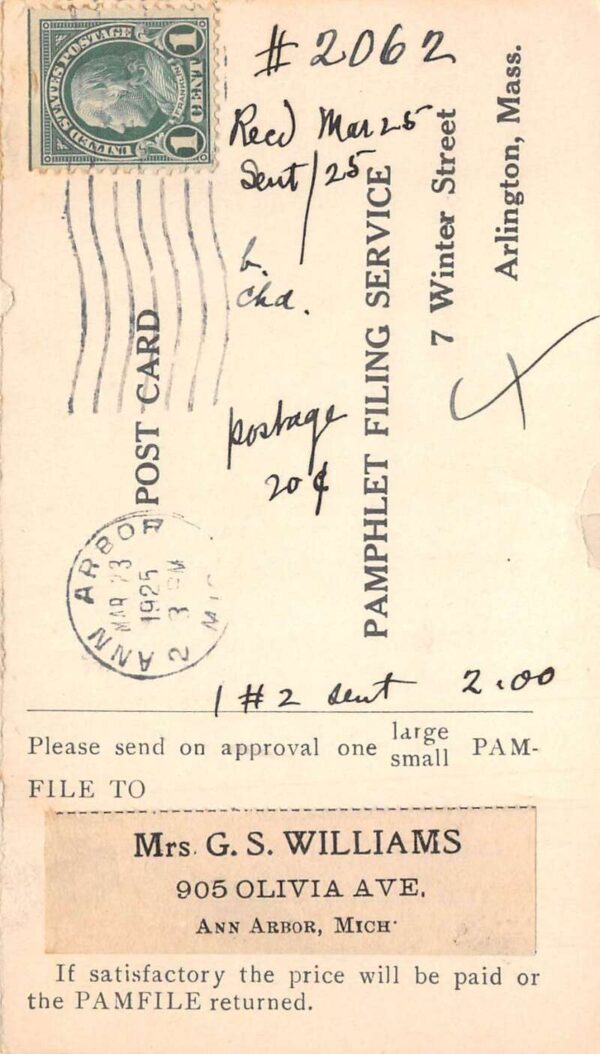 # 2062
Recd Mar 25
Sent / 25
Chd.
postage
20¢
UNITED STATES POSTAGE
FRANKLIN
1 CENT 1
POST CARD
PAMPHLET FILING SERVICE
7 Winter Street
Arlington, Mass.
ANN ARBOR
MAR 23
1925
MICH
1 #2 sent 2.00
Please send on approval one large small PAM-
FILE TO
Mrs. G. S. WILLIAMS
905 OLIVIA AVE.
ANN ARBOR, MICH.
If satisfactory the price will be paid or
the PAMFILE returned.